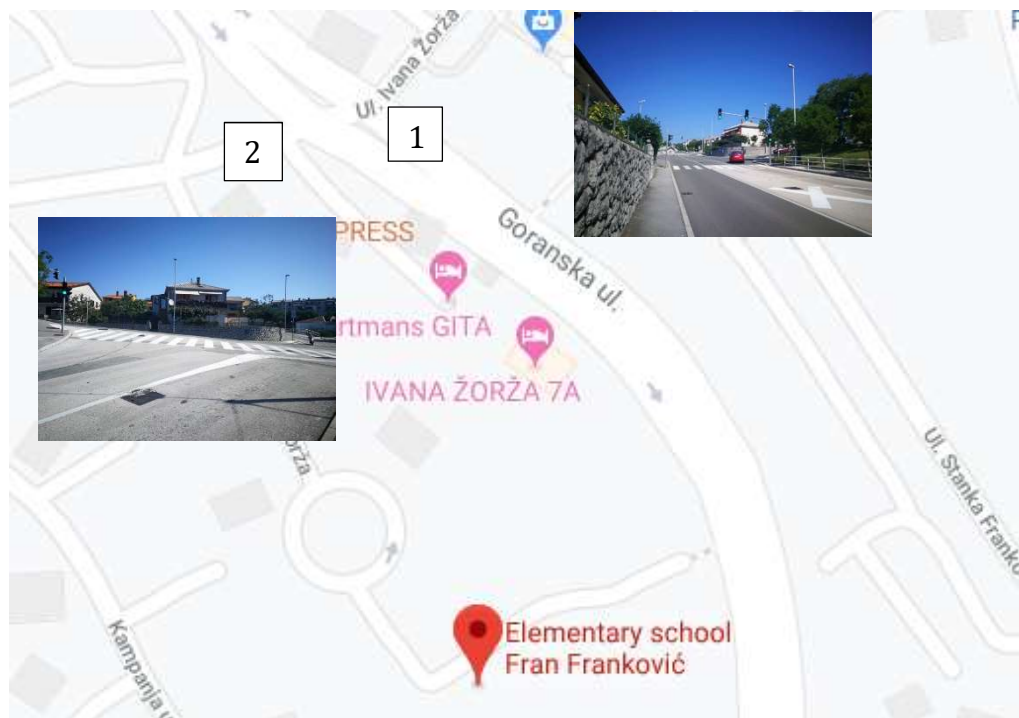 Ul. Ivana Žorža
1
2
Goranska ul.
PRESS
rtmans GITA
IVANA ŽORŽA 7A
orža
Ul. Stanka Franko
Elementary school
Fran Franković
Kampanja u